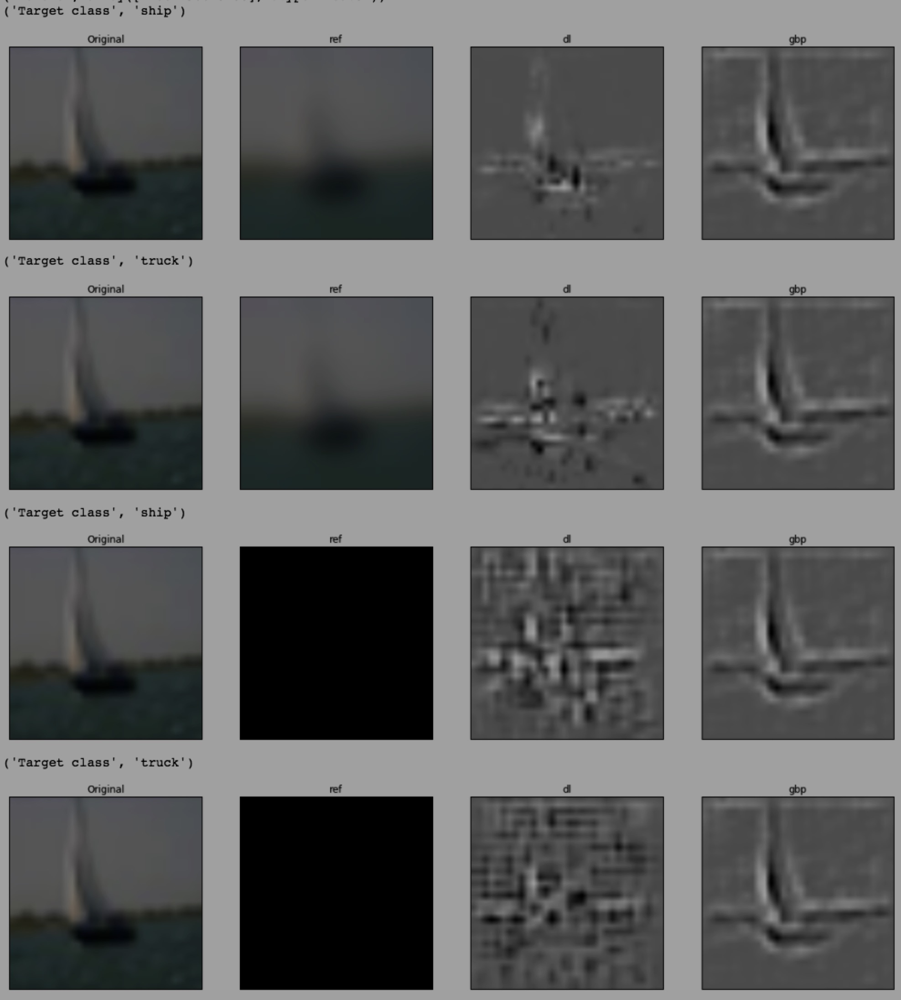 ('Target class', 'ship')
Original ref dl gbp
('Target class', 'truck')
Original ref dl gbp
('Target class', 'ship')
Original ref dl gbp
('Target class', 'truck')
Original ref dl gbp